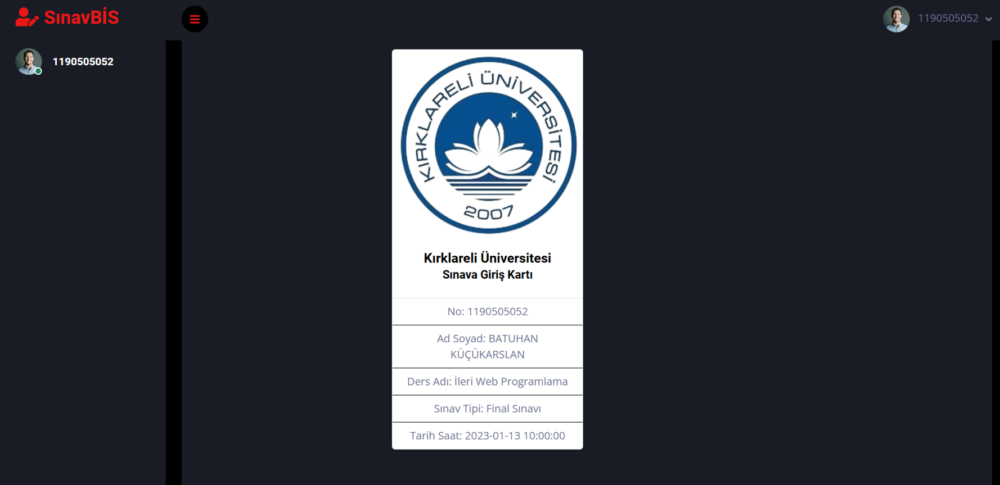 SınavBİS
1190505052
1190505052
KIRKLARELİ ÜNİVERSİTESİ
2007
Kırklareli Üniversitesi
Sınava Giriş Kartı
No: 1190505052
Ad Soyad: BATUHAN
KÜÇÜKARSLAN
Ders Adı: İleri Web Programlama
Sınav Tipi: Final Sınavı
Tarih Saat: 2023-01-13 10:00:00